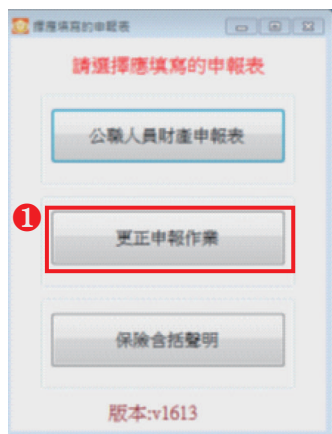 擇應填寫的申報表
請選擇應填寫的申報表
公職人員財產申報表
1
更正申報作業
保險含括聲明
版本:v1613